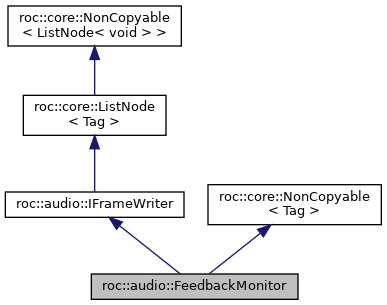 roc::core::NonCopyable
< ListNode< void > >
roc::core::ListNode
< Tag >
roc::audio::IFrameWriter
roc::core::NonCopyable
< Tag >
roc::audio::FeedbackMonitor